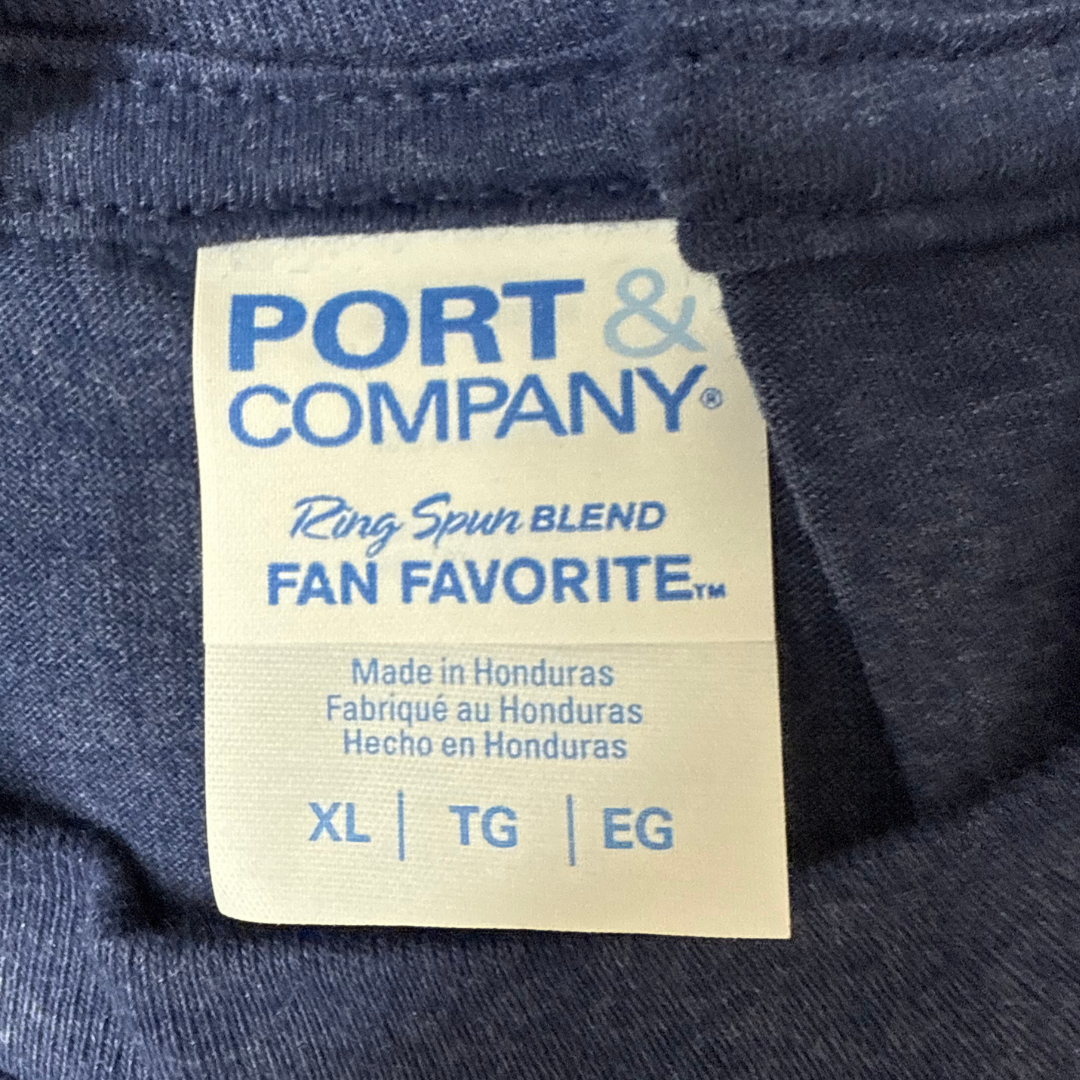 PORT &
COMPANY®
Ring Spun BLEND
FAN FAVORITE™
Made in Honduras
Fabriqué au Honduras
Hecho en Honduras
XL | TG | EG